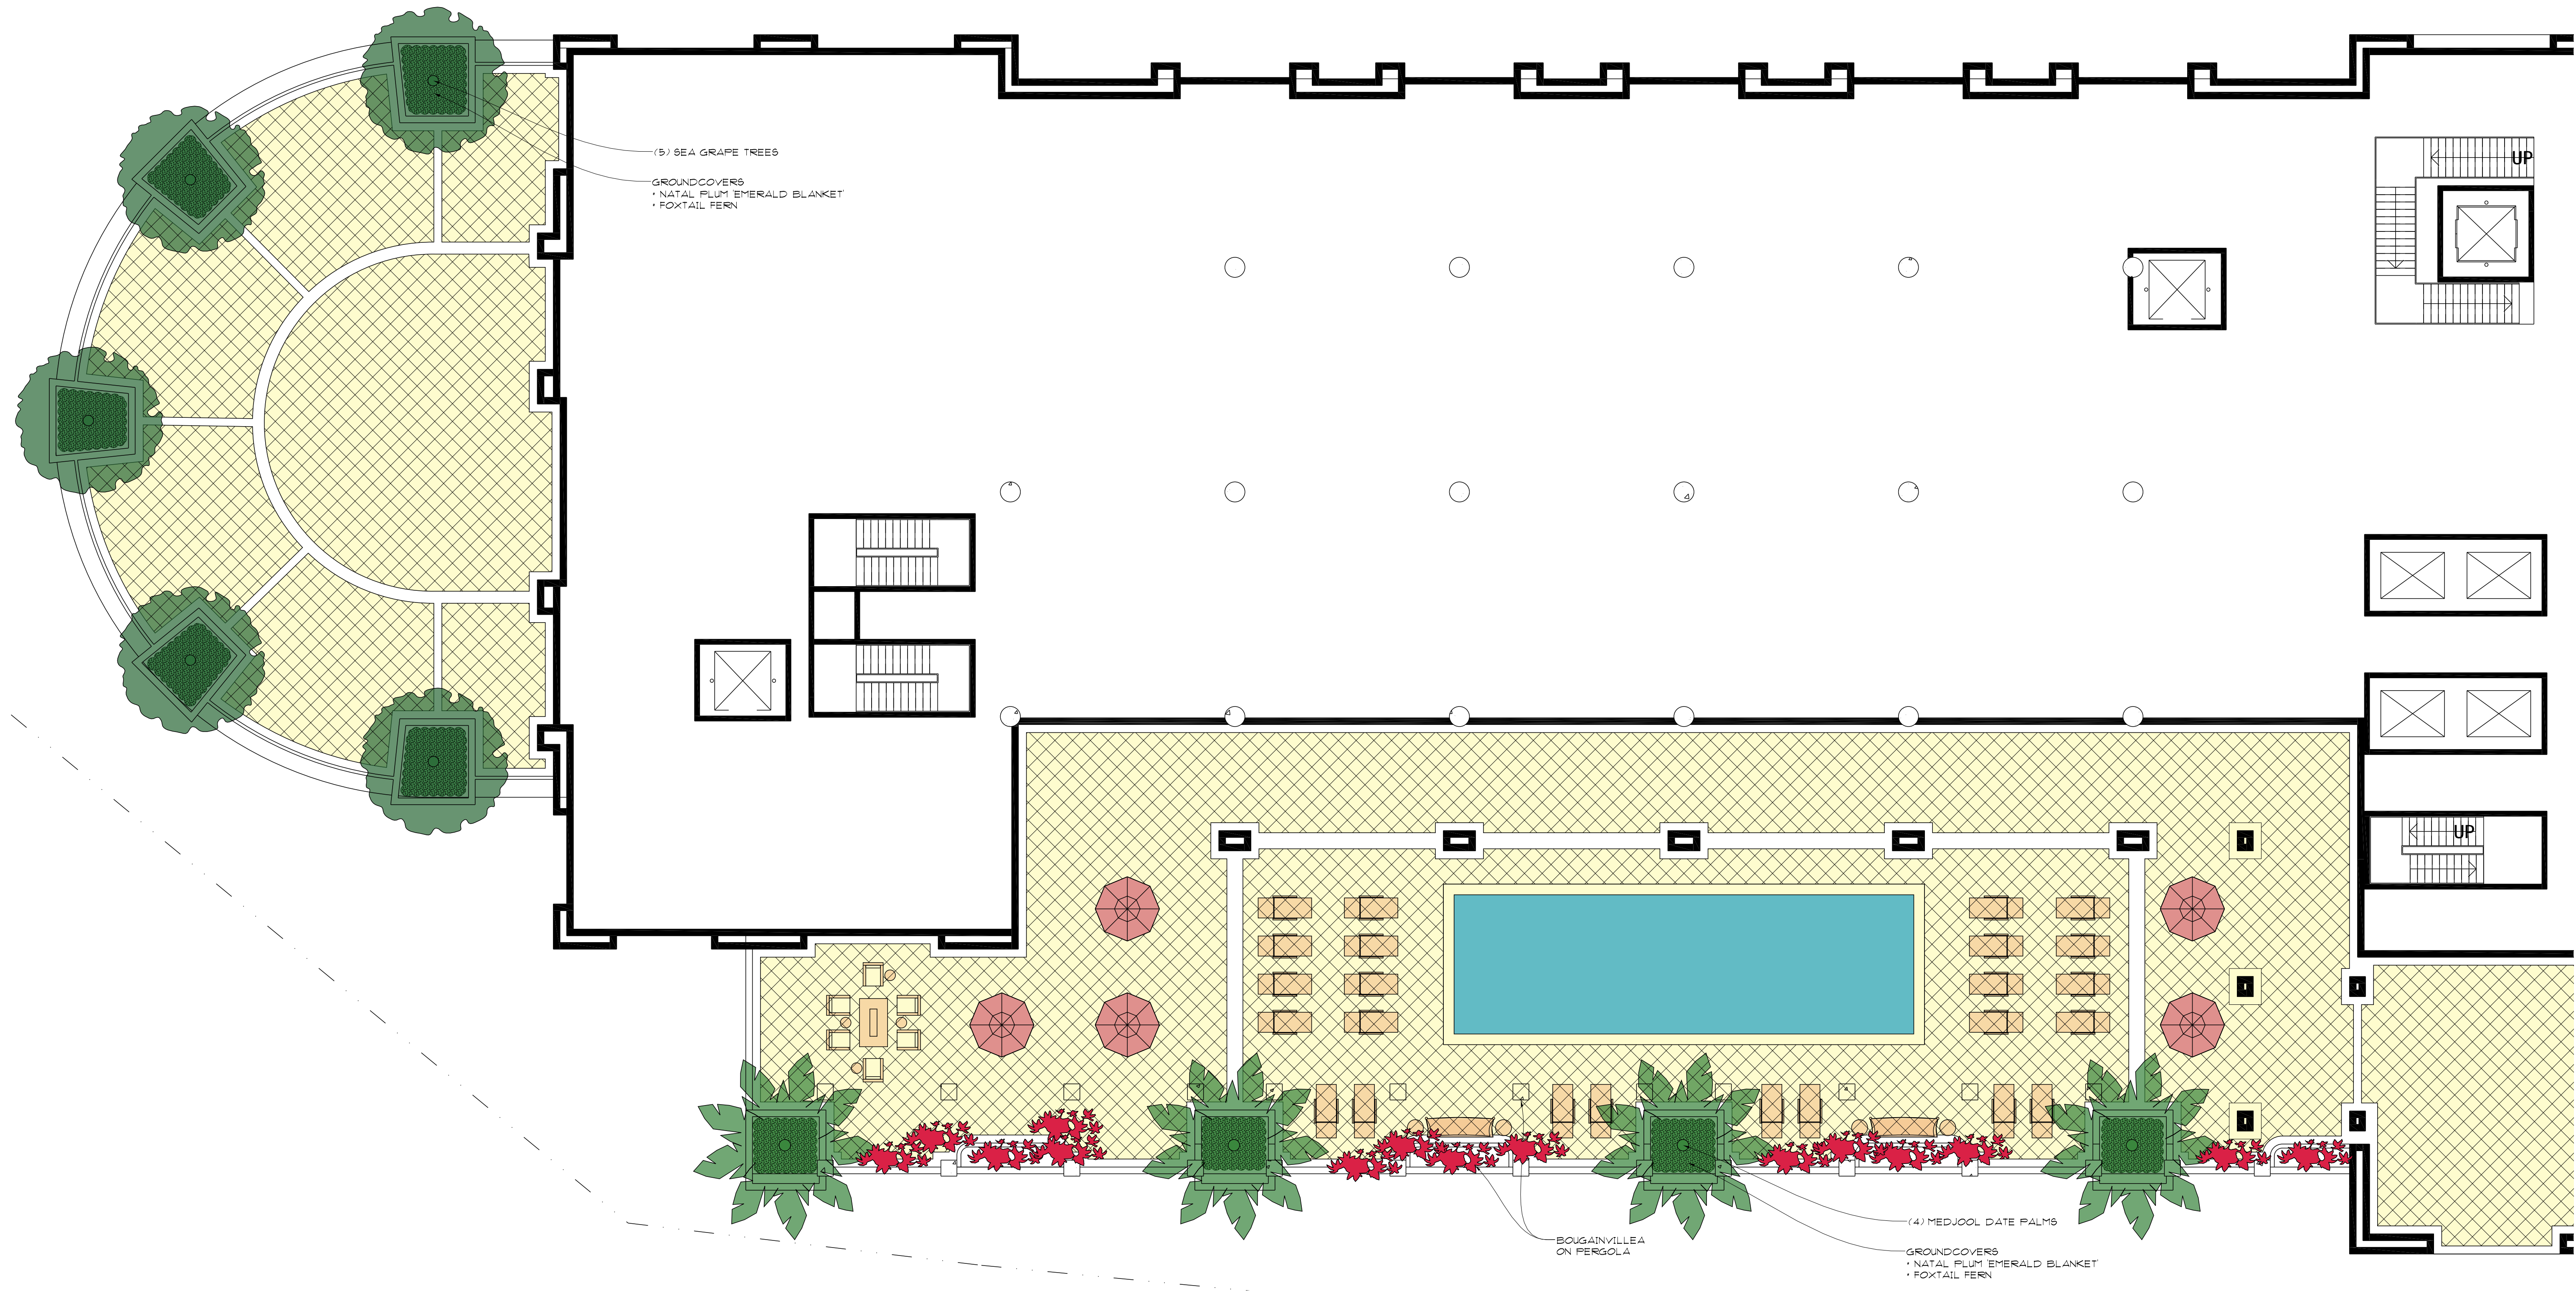 (5) SEA GRAPE TREES
GROUNDCOVERS
• NATAL PLUM 'EMERALD BLANKET'
• FOXTAIL FERN
UP
UP
(4) MEDJOOL DATE PALMS
BOUGAINVILLEA
ON PERGOLA
GROUNDCOVERS
• NATAL PLUM 'EMERALD BLANKET'
• FOXTAIL FERN